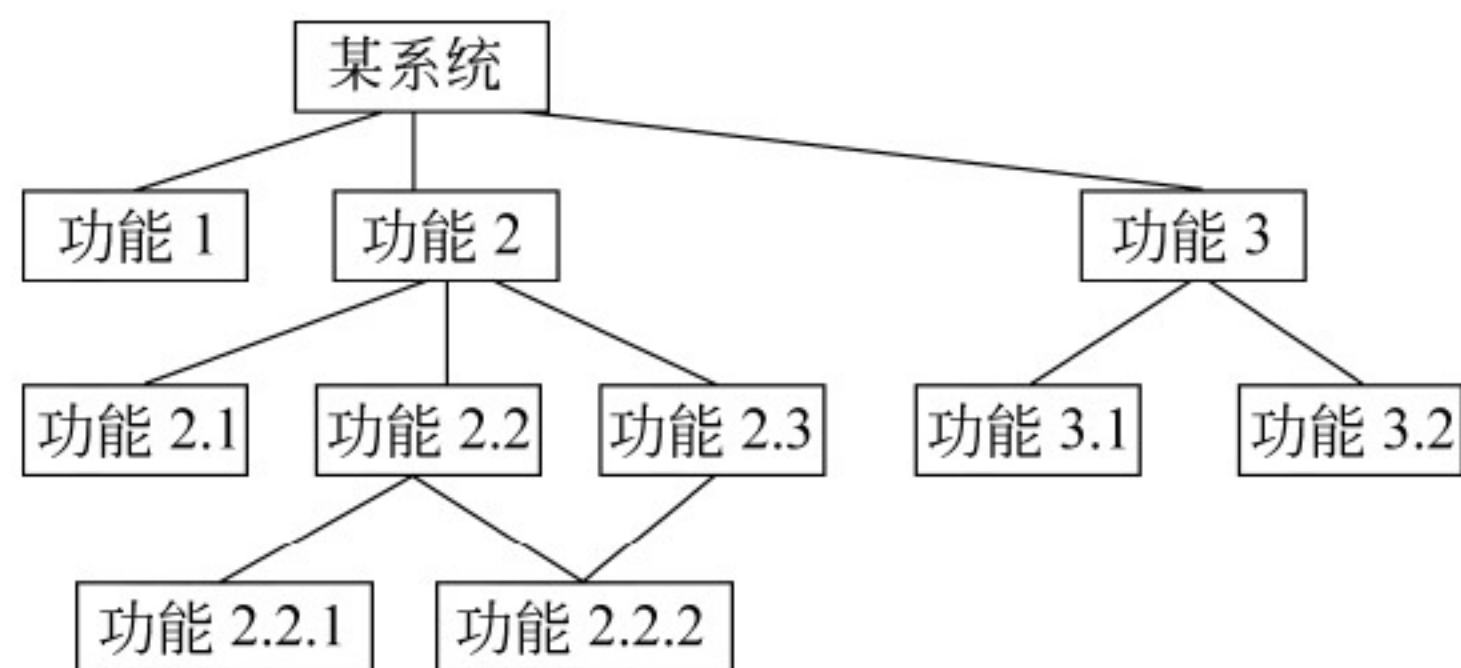 某系统
功能 1
功能 2
功能 3
功能 2.1
功能 2.2
功能 2.3
功能 3.1
功能 3.2
功能 2.2.1
功能 2.2.2